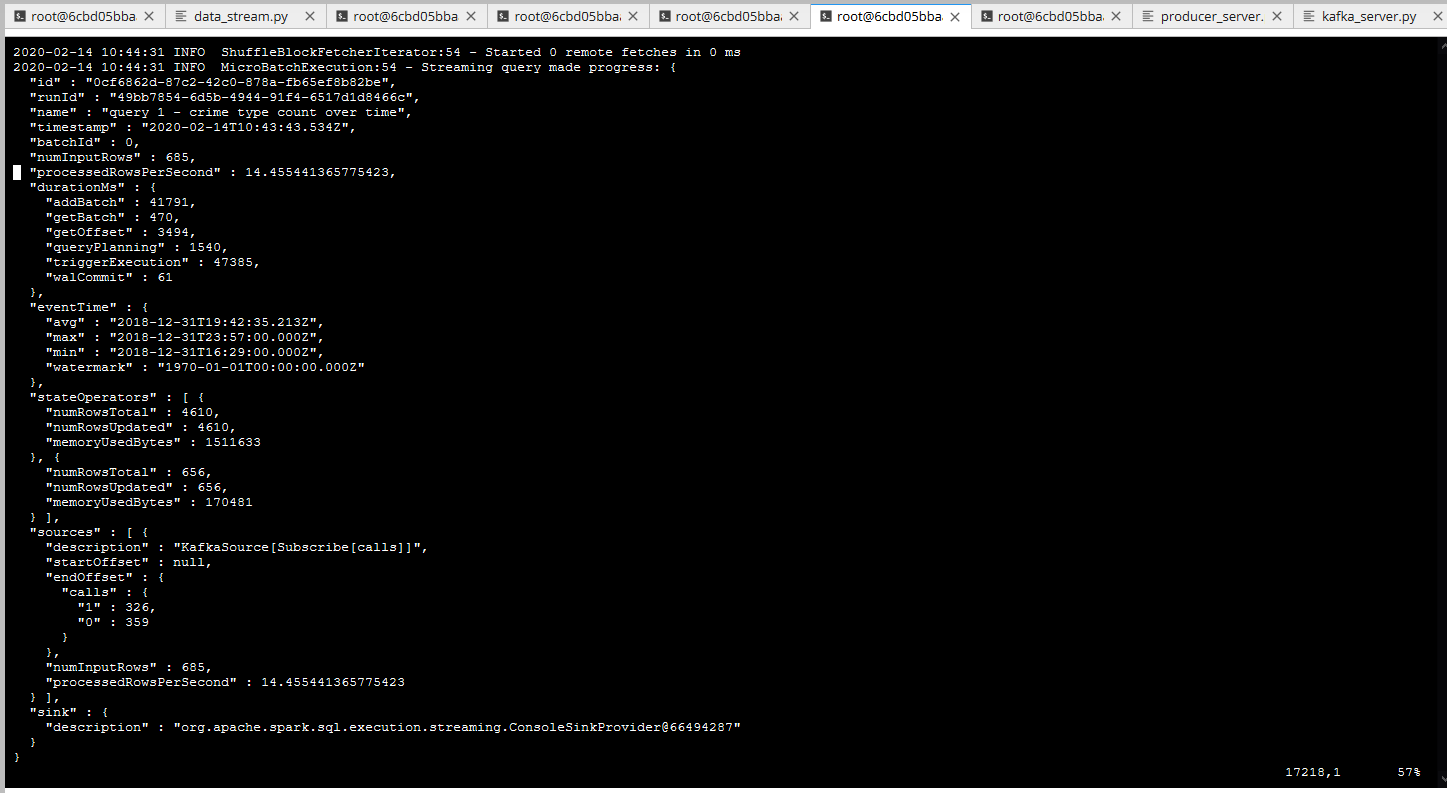 root@6cbd05bba data_stream.py root@6cbd05bba root@6cbd05bba root@6cbd05bba root@6cbd05bba root@6cbd05bba producer_server. kafka_server.py
2020-02-14 10:44:31 INFO  ShuffleBlockFetcherIterator:54 - Started 0 remote fetches in 0 ms
2020-02-14 10:44:31 INFO  MicroBatchExecution:54 - Streaming query made progress: {
  "id" : "0cf6862d-87c2-42c0-878a-fb65ef8b82be",
  "runId" : "49bb7854-6d5b-4944-91f4-6517d1d8466c",
  "name" : "query 1 - crime type count over time",
  "timestamp" : "2020-02-14T10:43:43.534Z",
  "batchId" : 0,
  "numInputRows" : 685,
  "processedRowsPerSecond" : 14.455441365775423,
  "durationMs" : {
    "addBatch" : 41791,
    "getBatch" : 470,
    "getOffset" : 3494,
    "queryPlanning" : 1540,
    "triggerExecution" : 47385,
    "walCommit" : 61
  },
  "eventTime" : {
    "avg" : "2018-12-31T19:42:35.213Z",
    "max" : "2018-12-31T23:57:00.000Z",
    "min" : "2018-12-31T16:29:00.000Z",
    "watermark" : "1970-01-01T00:00:00.000Z"
  },
  "stateOperators" : [ {
    "numRowsTotal" : 4610,
    "numRowsUpdated" : 4610,
    "memoryUsedBytes" : 1511633
  }, {
    "numRowsTotal" : 656,
    "numRowsUpdated" : 656,
    "memoryUsedBytes" : 170481
  } ],
  "sources" : [ {
    "description" : "KafkaSource[Subscribe[calls]]",
    "startOffset" : null,
    "endOffset" : {
      "calls" : {
        "1" : 326,
        "0" : 359
      }
    },
    "numInputRows" : 685,
    "processedRowsPerSecond" : 14.455441365775423
  } ],
  "sink" : {
    "description" : "org.apache.spark.sql.execution.streaming.ConsoleSinkProvider@66494287"
  }
}
17218,1 57%